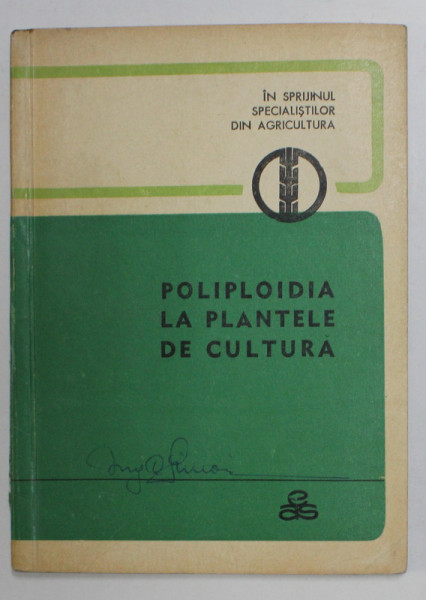 ÎN SPRIJINUL
SPECIALIȘTILOR
DIN AGRICULTURA
POLIPLOIDIA
LA PLANTELE
DE CULTURĂ